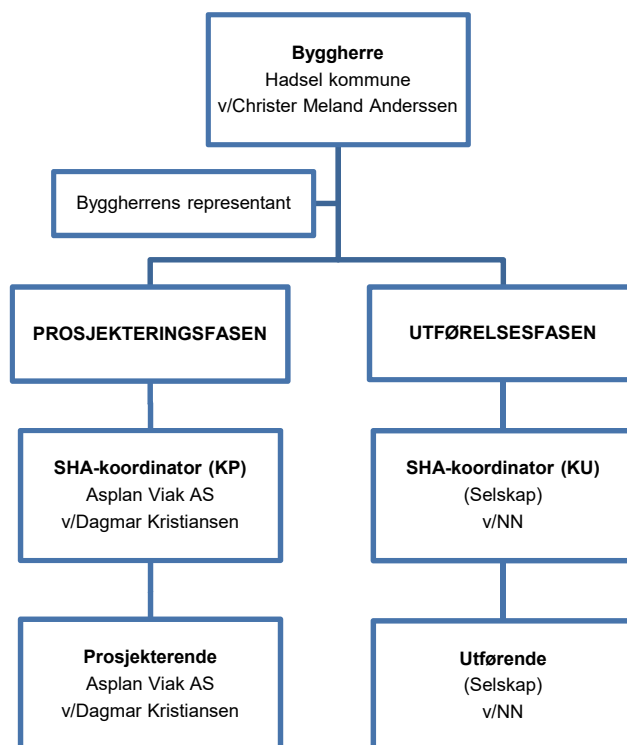 Byggherre
Hadsel kommune
v/Christer Meland Anderssen
Byggherrens representant
PROSJEKTERINGSFASEN
UTFØRELSESFASEN
SHA-koordinator (KP)
Asplan Viak AS
v/Dagmar Kristiansen
SHA-koordinator (KU)
(Selskap)
v/NN
Prosjekterende
Asplan Viak AS
v/Dagmar Kristiansen
Utførende
(Selskap)
v/NN